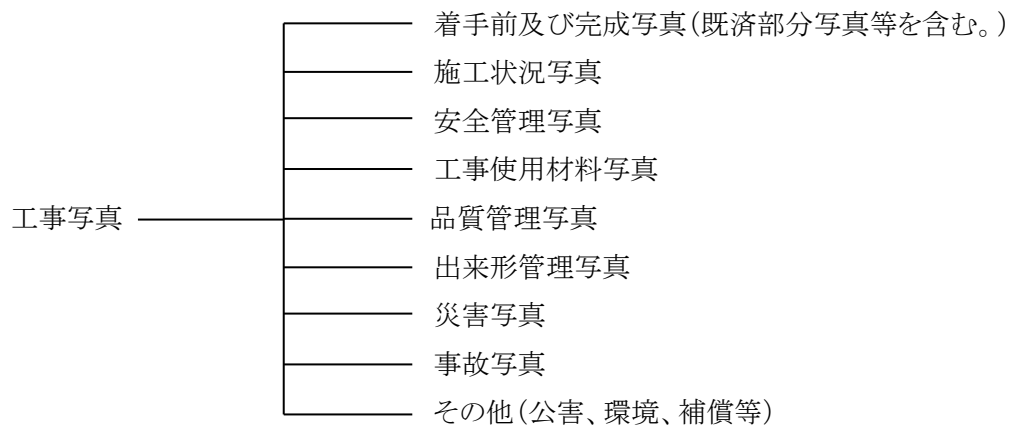 着手前及び完成写真(既済部分写真等を含む。)
施工状況写真
安全管理写真
工事使用材料写真
工事写真
品質管理写真
出来形管理写真
災害写真
事故写真
その他(公害、環境、補償等)